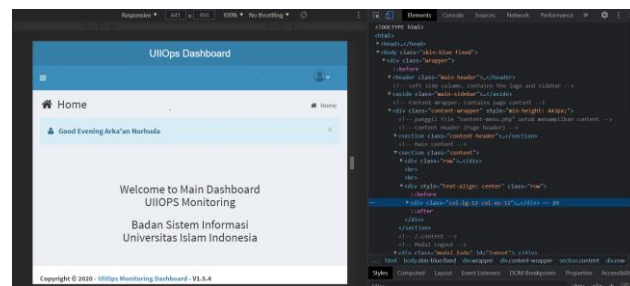 Responsive ▼ 641 x 494 100% ▼ No throttling ▼
Elements Console Sources Network Performance »
UIIOps Dashboard
Home
Home
Good Evening Arka'an Nurhuda ×
Welcome to Main Dashboard
UIIOPS Monitoring
Badan Sistem Informasi
Universitas Islam Indonesia
Copyright © 2020 - UIIOps Monitoring Dashboard - V1.5.4
<!DOCTYPE html>
<html>
<head>…</head>
<body class="skin-blue fixed">
<div class="wrapper">
::before
<header class="main-header">…</header>
<!-- Left side column. contains the logo and sidebar -->
<aside class="main-sidebar">…</aside>
<!-- Content Wrapper. Contains page content -->
<div class="content-wrapper" style="min-height: 443px;">
<!-- panggil file "content-menu.php" untuk menampilkan content -->
<!-- Content Header (Page header) -->
<section class="content-header">…</section>
<!-- Main content -->
<section class="content">
<div class="row">…</div>
<br>
<br>
<div style="text-align: center" class="row">
::before
<div class="col-lg-12 col-xs-12">…</div> == $0
::after
</div>
</section>
<!-- /.content -->
<!-- Modal Logout -->
html body.skin-blue.fixed div.wrapper div.content-wrapper section.content div.row
Styles Computed Layout Event Listeners DOM Breakpoints Properties